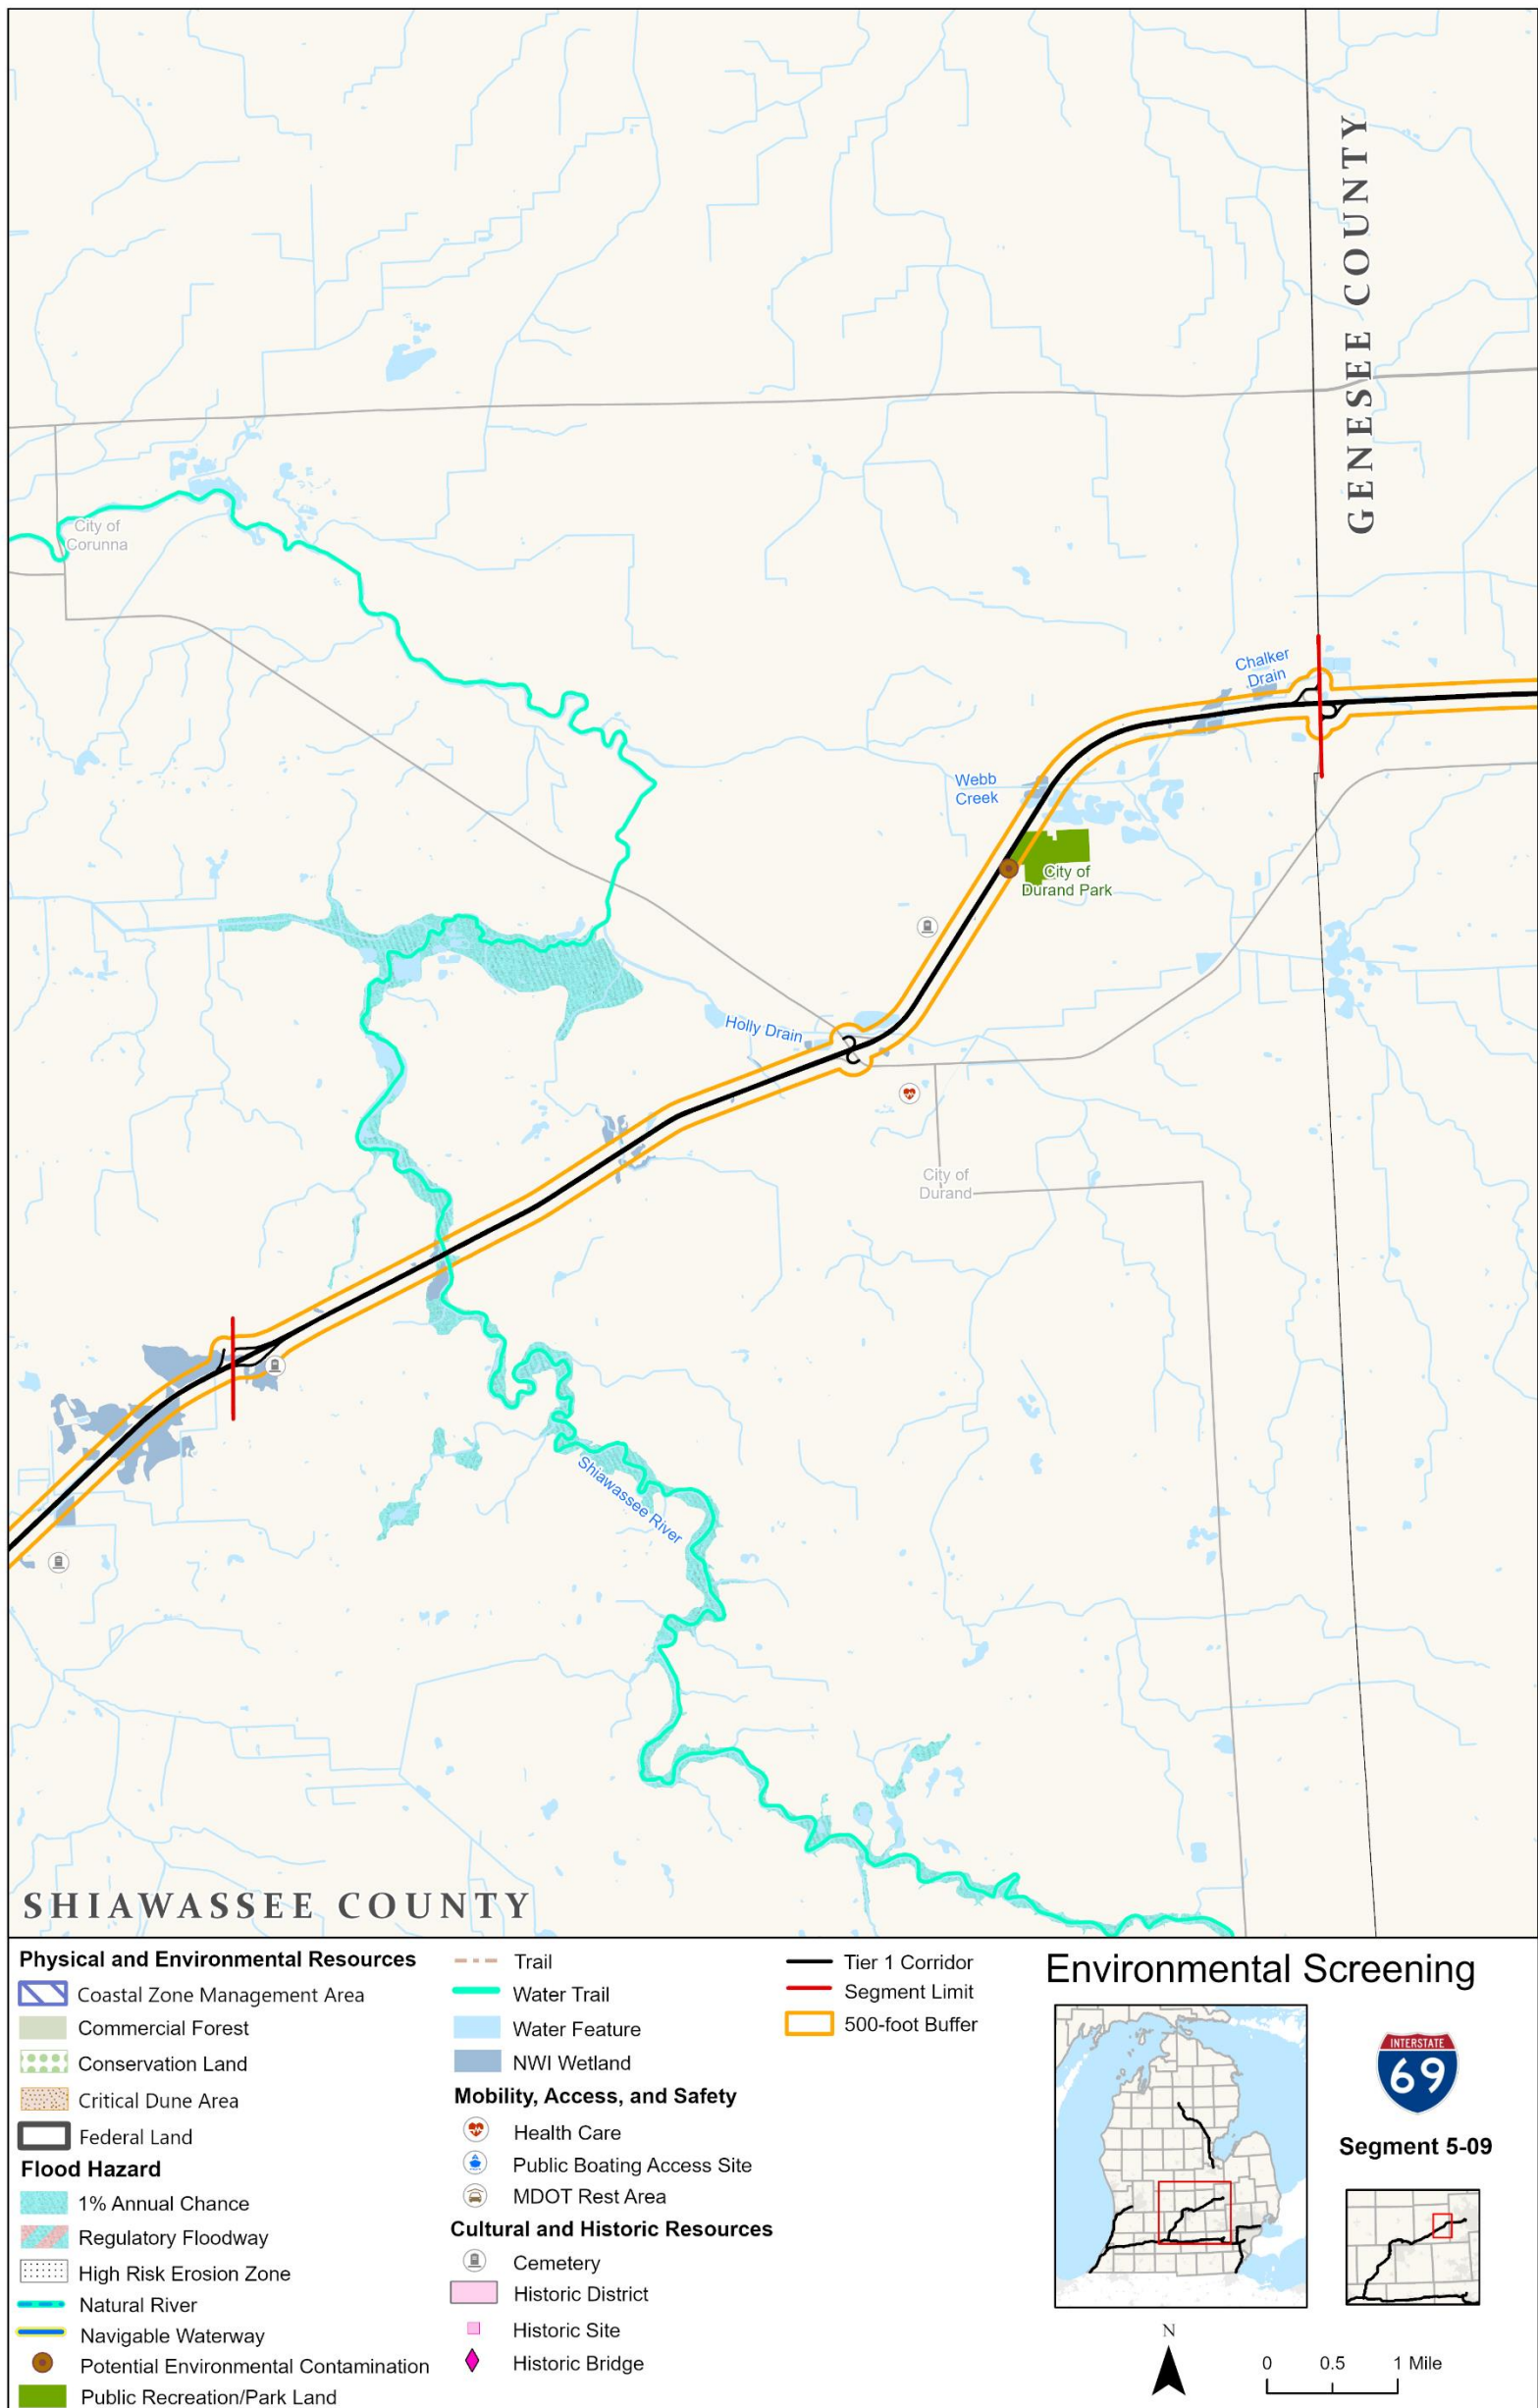 GENESEE COUNTY
City of
Corunna
Chalker
Drain
Webb
Creek
City of
Durand Park
Holly Drain
City of
Durand
Shiawassee River
SHIAWASSEE COUNTY
Physical and Environmental Resources
Coastal Zone Management Area
Commercial Forest
Conservation Land
Critical Dune Area
Federal Land
Flood Hazard
1% Annual Chance
Regulatory Floodway
High Risk Erosion Zone
Natural River
Navigable Waterway
Potential Environmental Contamination
Public Recreation/Park Land
Trail
Water Trail
Water Feature
NWI Wetland
Mobility, Access, and Safety
Health Care
Public Boating Access Site
MDOT Rest Area
Cultural and Historic Resources
Cemetery
Historic District
Historic Site
Historic Bridge
Tier 1 Corridor
Segment Limit
500-foot Buffer
Environmental Screening
INTERSTATE
69
Segment 5-09
N
0 0.5 1 Mile